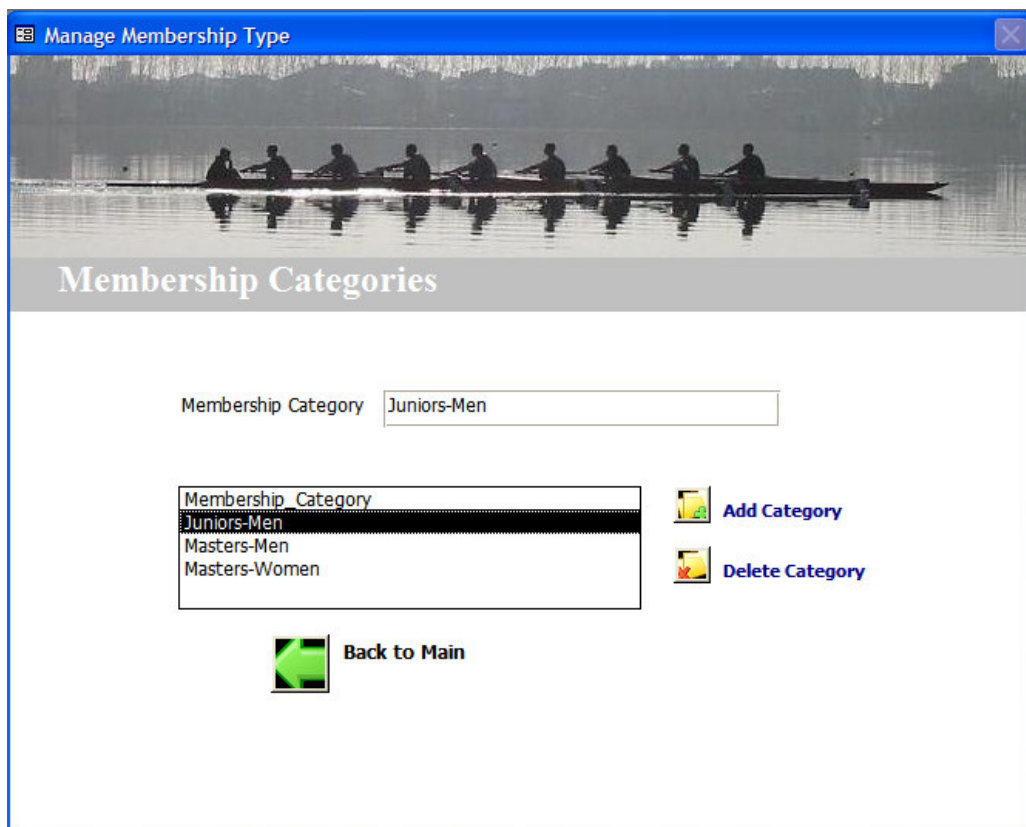 Manage Membership Type
Membership Categories
Membership Category Juniors-Men
Membership_Category
Juniors-Men
Masters-Men
Masters-Women
Add Category
Delete Category
Back to Main